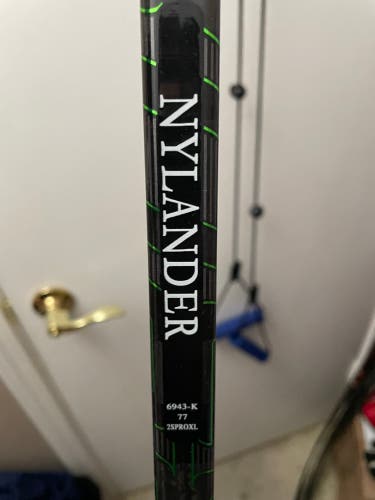 NYLANDER
6943-K
77
2SPROXL